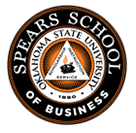 SPEARS SCHOOL
OF BUSINESS
OKLAHOMA STATE UNIVERSITY
SERVICE
• 1890 •